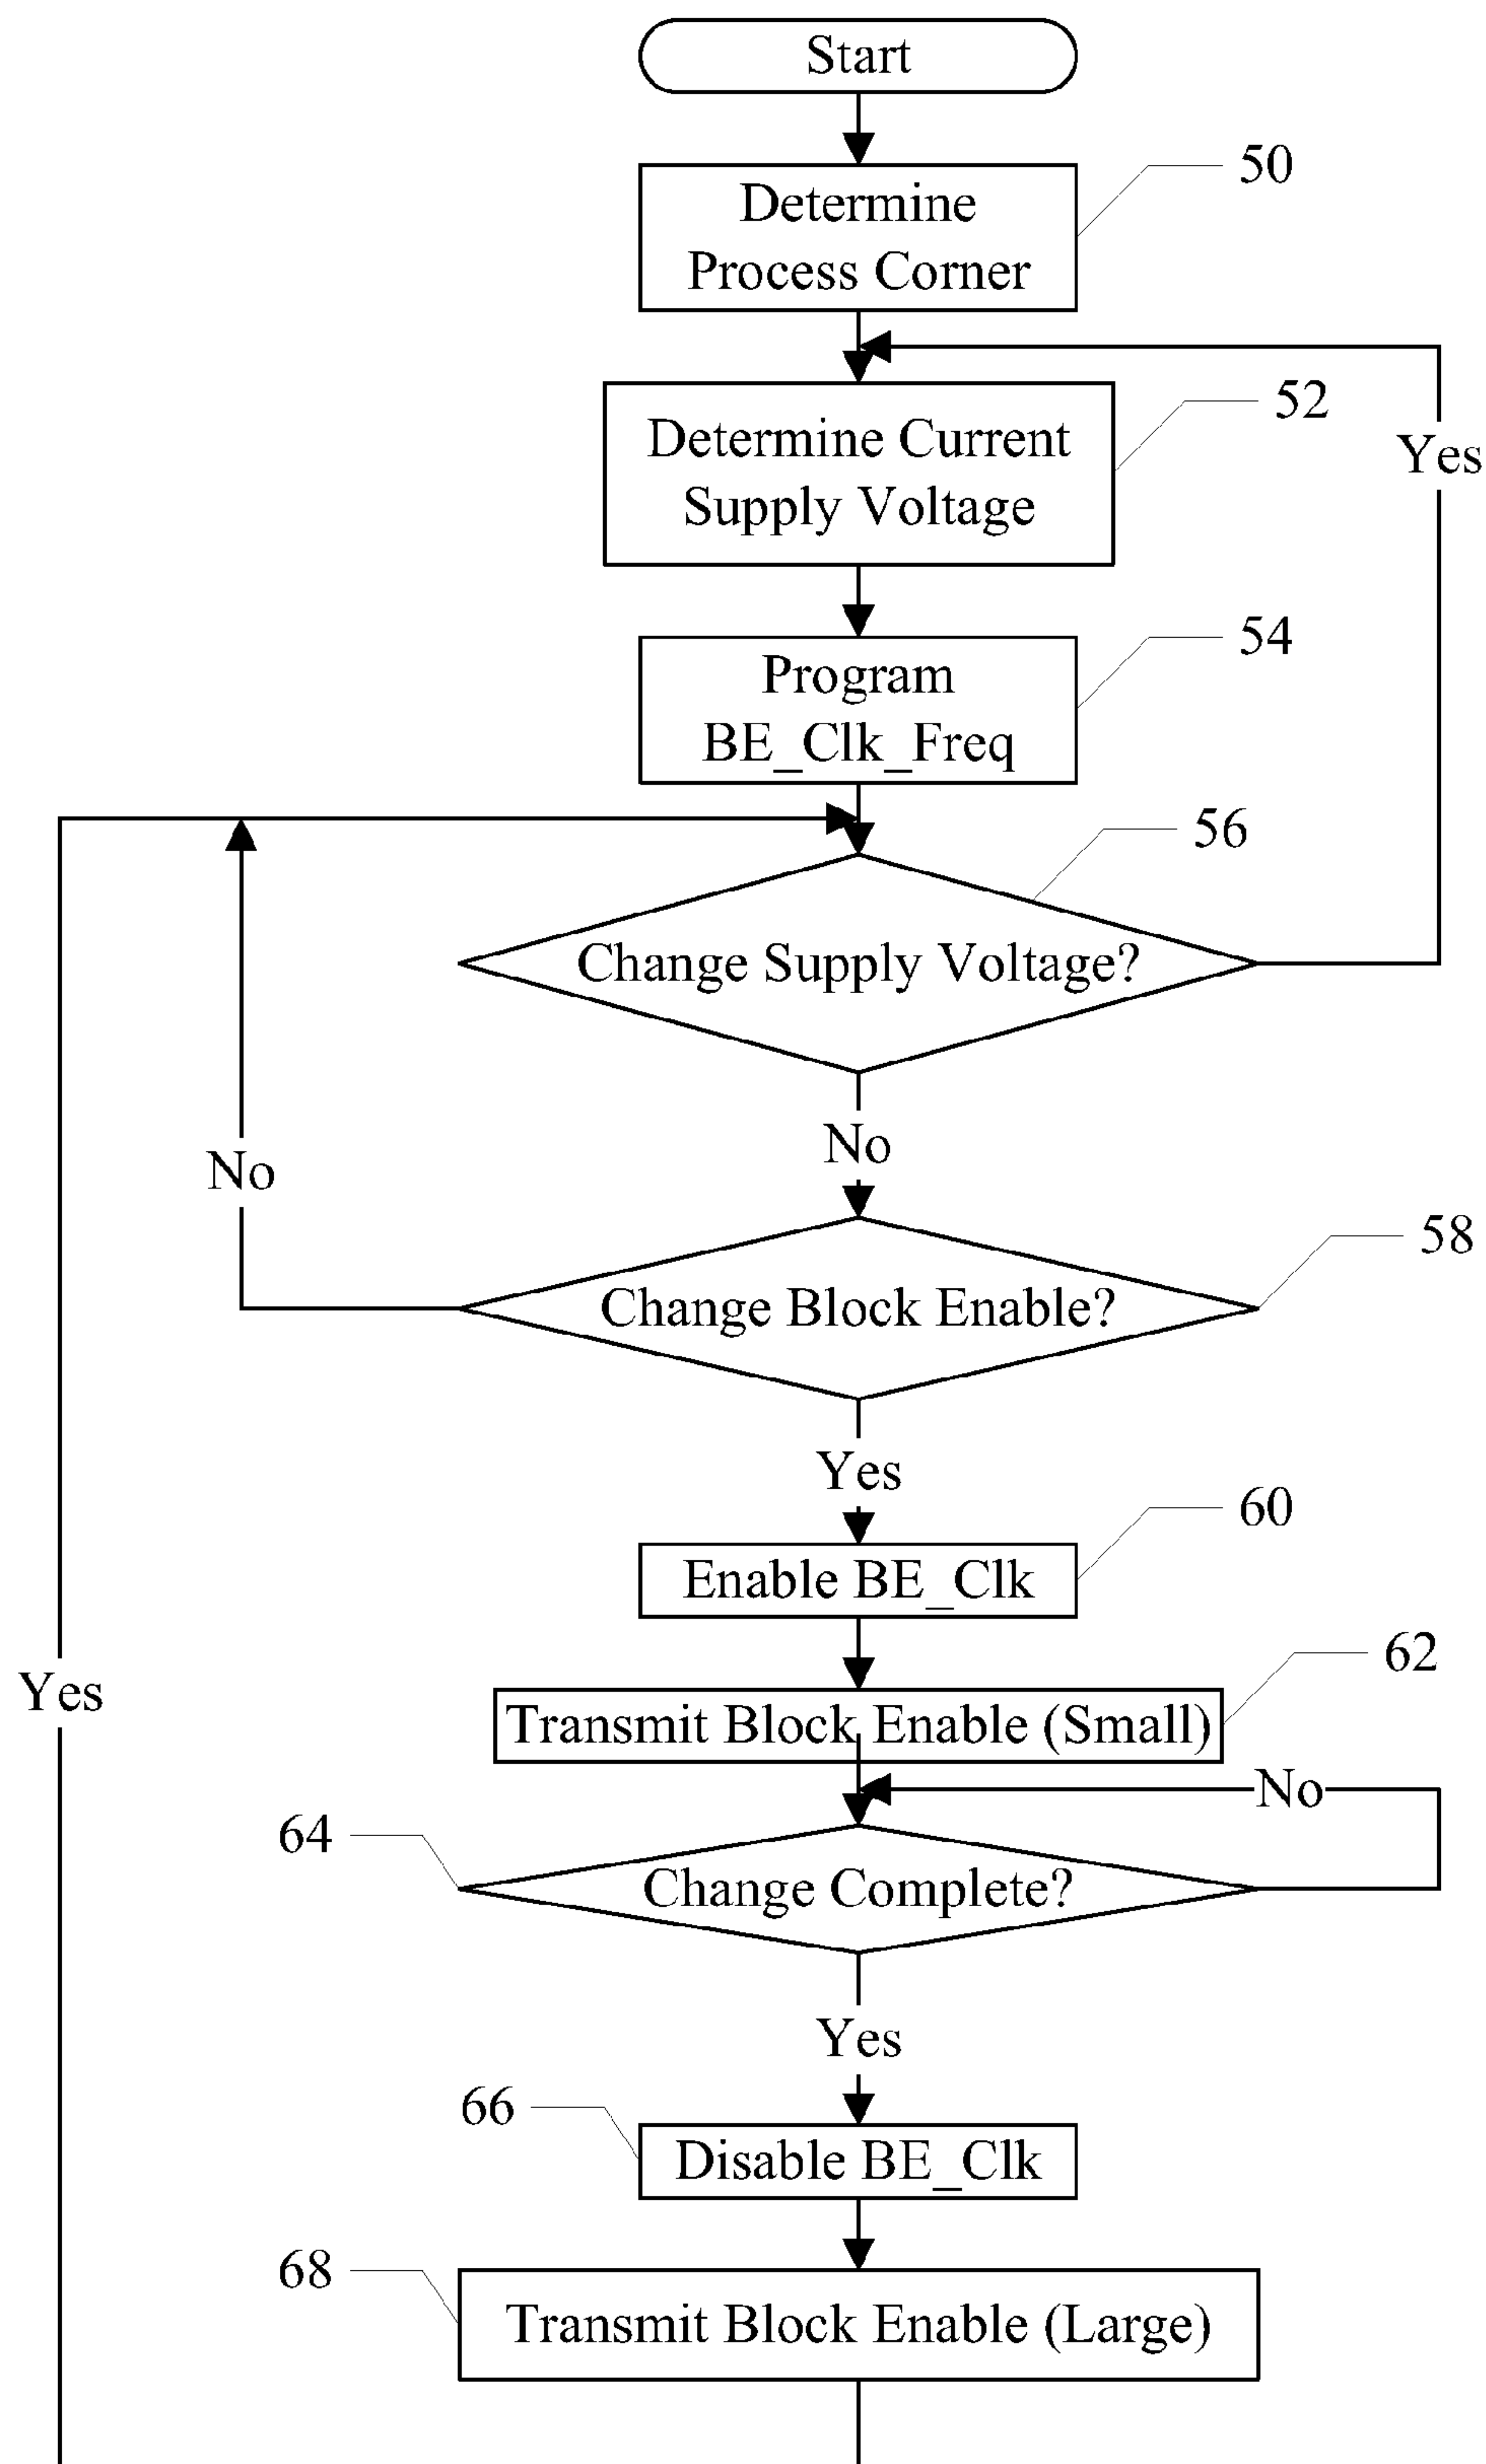 Start
50
Determine
Process Corner
52
Determine Current
Supply Voltage
Yes
54
Program
BE_Clk_Freq
56
Change Supply Voltage?
No
No
58
Change Block Enable?
Yes
60
Enable BE_Clk
62
Yes
Transmit Block Enable (Small)
No
64
Change Complete?
Yes
66
Disable BE_Clk
68
Transmit Block Enable (Large)